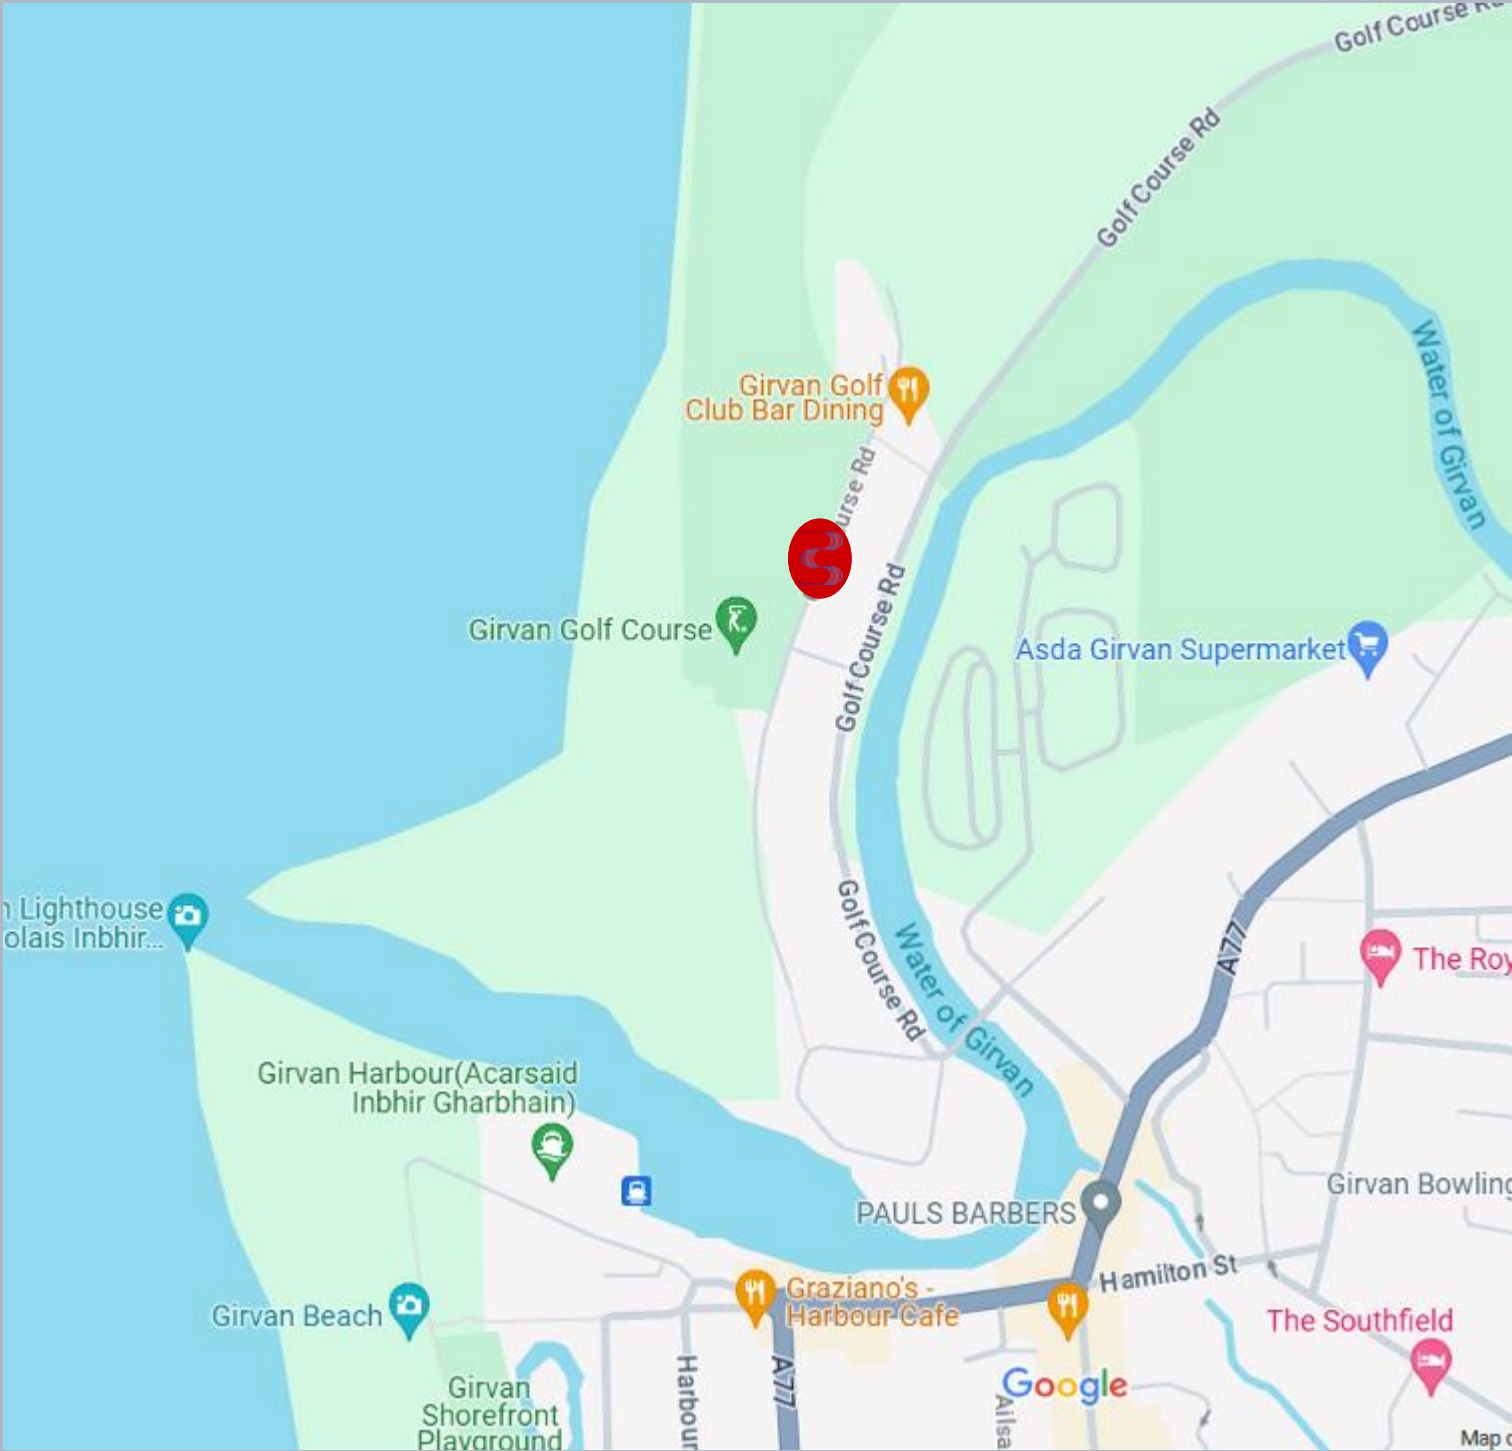 Golf Course Rd
Golf Course Rd
Water of Girvan
Girvan Golf
Club Bar Dining
urse Rd
Golf Course Rd
Girvan Golf Course
Asda Girvan Supermarket
Golf Course Rd
Water of Girvan
A77
Lighthouse
olais Inbhir...
The Roy
Girvan Harbour(Acarsaid
Inbhir Gharbhain)
Girvan Bowling
PAULS BARBERS
Hamilton St
Graziano's -
Harbour Cafe
Girvan Beach
The Southfield
Harbour
A77
Google
Ailsa
Girvan
Shorefront
Playground
Map